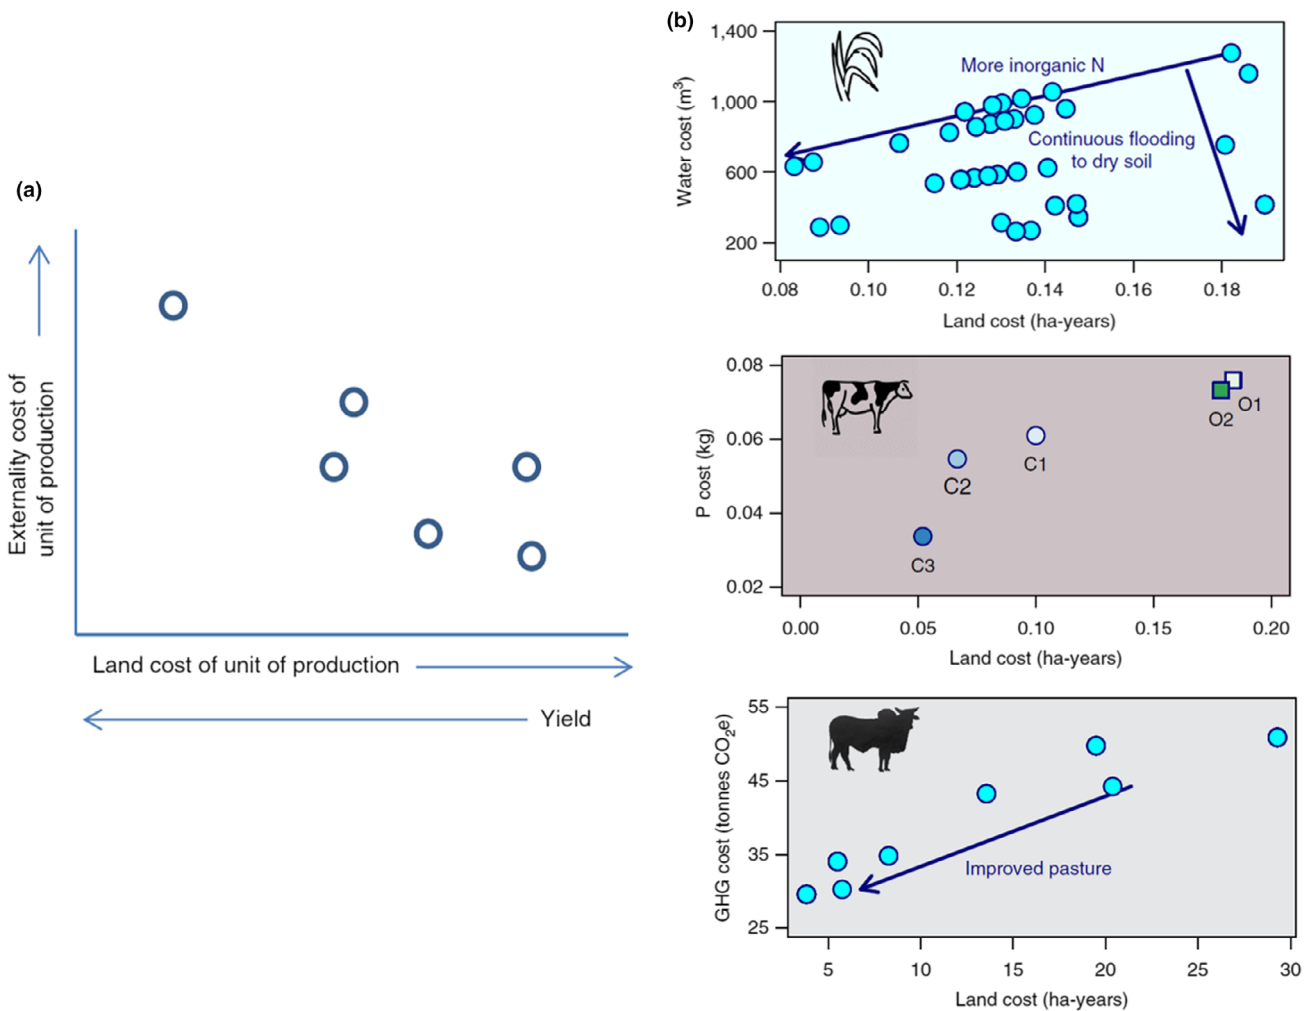 (a)
Externality cost of
unit of production
Land cost of unit of production
Yield
(b)
Water cost (m³)
1,400
1,000
600
200
More inorganic N
Continuous flooding
to dry soil
0.08 0.10 0.12 0.14 0.16 0.18
Land cost (ha-years)
P cost (kg)
0.08
0.06
0.04
0.02
O1
O2
C1
C2
C3
0.00 0.05 0.10 0.15 0.20
Land cost (ha-years)
GHG cost (tonnes CO₂e)
55
45
35
25
Improved pasture
5 10 15 20 25 30
Land cost (ha-years)